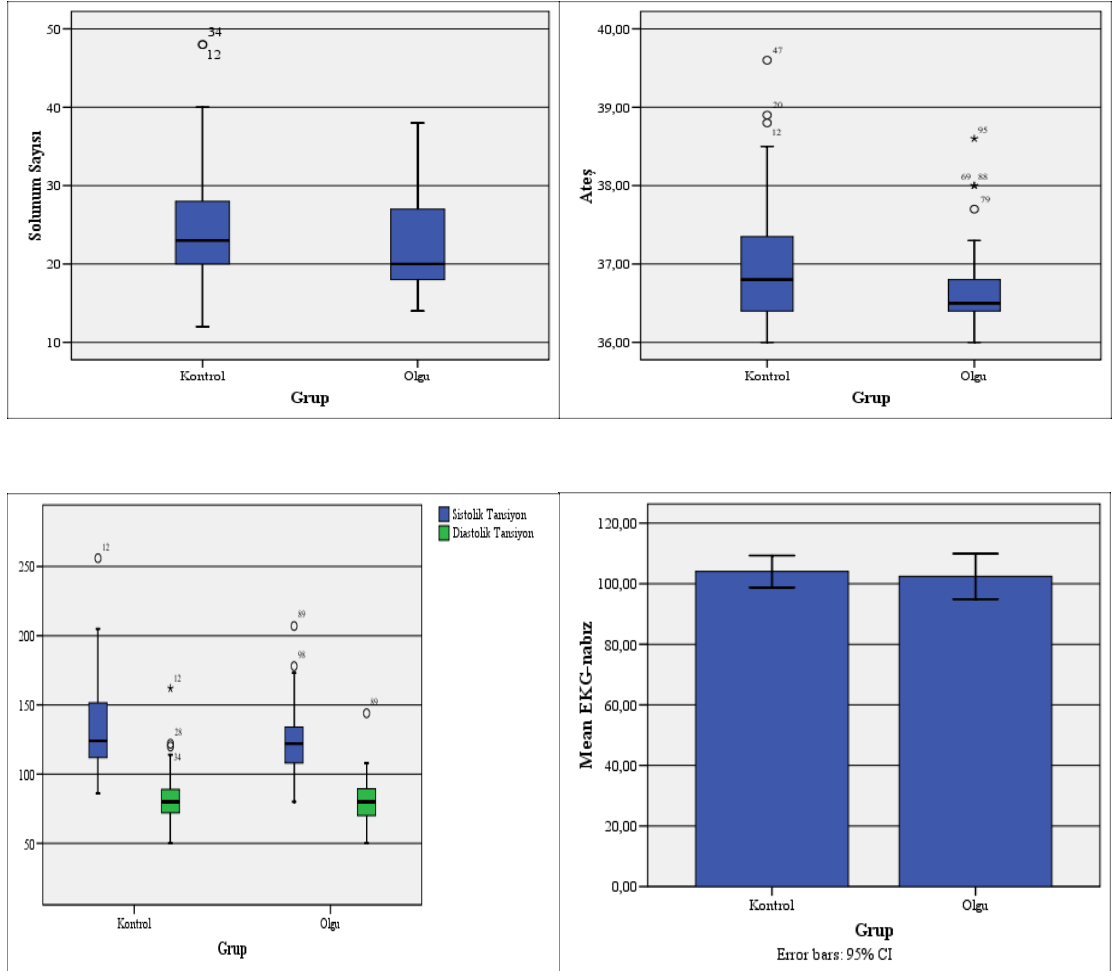 50
40
30
20
10
Solunum Sayısı
34
12
Kontrol
Olgu
Grup
40,00
39,00
38,00
37,00
36,00
Ateş
47
20
12
95
69 88
79
Kontrol
Olgu
Grup
Sistolik Tansiyon
Diastolik Tansiyon
250
200
150
100
50
12
12
28
34
89
98
89
Kontrol
Olgu
Grup
120,00
100,00
80,00
60,00
40,00
20,00
0,00
Mean EKG-nabız
Kontrol
Olgu
Grup
Error bars: 95% CI